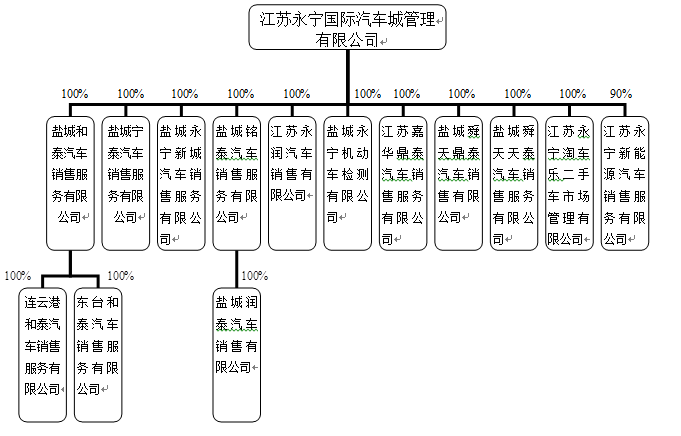 江苏永宁国际汽车城管理
有限公司
100%
100%
100%
100%
100%
100%
100%
100%
100%
100%
90%
盐城和
泰汽车
销售服
务有限
公司
盐城宁
泰汽车
销售服
务有限
公司
盐城永
宁新城
汽车销
售服务
有限公
司
盐城铭
泰汽车
销售服
务有限
公司
江苏永
润汽车
销售有
限公司
盐城永
宁机动
车检测
有限公
司
江苏嘉
华鼎泰
汽车销
售服务
有限公
司
盐城舜
天鼎泰
汽车销
售有限
公司
盐城舜
天天泰
汽车销
售服务
有限公
司
江苏永
宁淘车
乐二手
车市场
管理有
限公司
江苏永
宁新能
源汽车
销售服
务有限
公司
100%
100%
100%
连云港
和泰汽
车销售
服务有
限公司
东台和
泰汽车
销售服
务有限
公司
盐城润
泰汽车
销售有
限公司